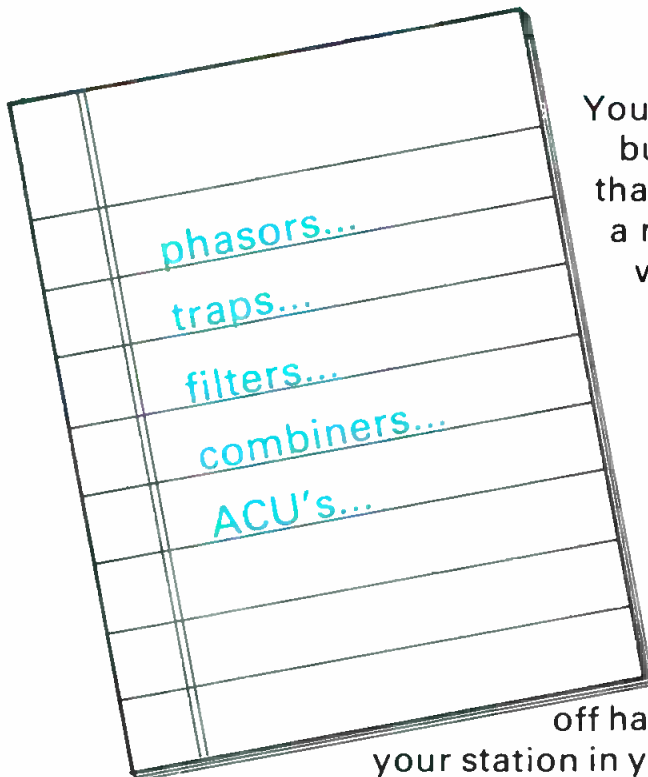 phasors...
traps...
filters...
combiners...
ACU's...
You
bu
tha
a
off ha
your station in y